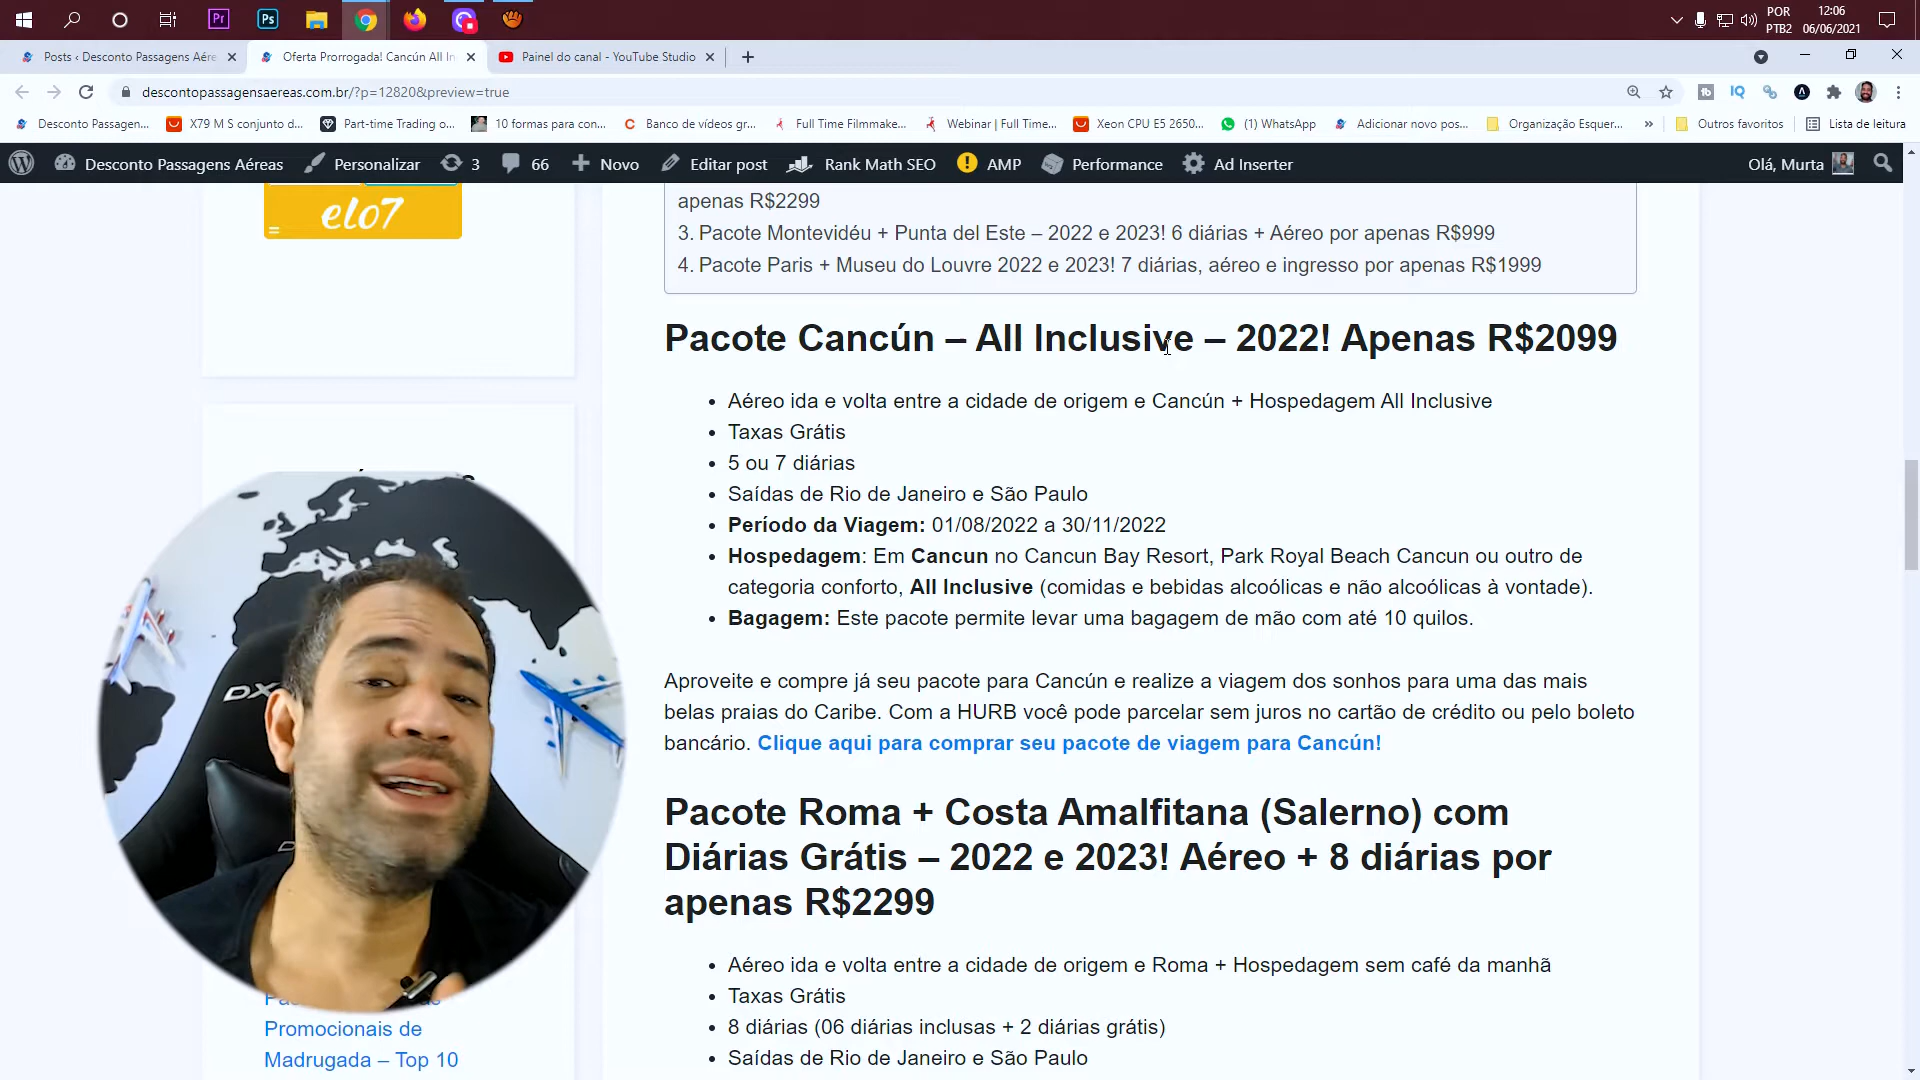 POR
PTB2
12:06
06/06/2021
Posts ‹ Desconto Passagens Aére
Oferta Prorrogada! Cancún All In
Painel do canal - YouTube Studio
descontopassagensaereas.com.br/?p=12820&preview=true
Desconto Passagen...
X79 M S conjunto d...
Part-time Trading o...
10 formas para con...
Banco de vídeos gr...
Full Time Filmmake...
Webinar | Full Time...
Xeon CPU E5 2650...
(1) WhatsApp
Adicionar novo pos...
Organização Esquer...
»
Outros favoritos
Lista de leitura
Desconto Passagens Aéreas
Personalizar
3
66
Novo
Editar post
Rank Math SEO
AMP
Performance
Ad Inserter
Olá, Murta
elo7
apenas R$2299
3. Pacote Montevidéu + Punta del Este – 2022 e 2023! 6 diárias + Aéreo por apenas R$999
4. Pacote Paris + Museu do Louvre 2022 e 2023! 7 diárias, aéreo e ingresso por apenas R$1999
Pacote Cancún – All Inclusive – 2022! Apenas R$2099
• Aéreo ida e volta entre a cidade de origem e Cancún + Hospedagem All Inclusive
• Taxas Grátis
• 5 ou 7 diárias
• Saídas de Rio de Janeiro e São Paulo
• Período da Viagem: 01/08/2022 a 30/11/2022
• Hospedagem: Em Cancun no Cancun Bay Resort, Park Royal Beach Cancun ou outro de
categoria conforto, All Inclusive (comidas e bebidas alcoólicas e não alcoólicas à vontade).
• Bagagem: Este pacote permite levar uma bagagem de mão com até 10 quilos.
Aproveite e compre já seu pacote para Cancún e realize a viagem dos sonhos para uma das mais
belas praias do Caribe. Com a HURB você pode parcelar sem juros no cartão de crédito ou pelo boleto
bancário. Clique aqui para comprar seu pacote de viagem para Cancún!
Pacote Roma + Costa Amalfitana (Salerno) com
Diárias Grátis – 2022 e 2023! Aéreo + 8 diárias por
apenas R$2299
• Aéreo ida e volta entre a cidade de origem e Roma + Hospedagem sem café da manhã
• Taxas Grátis
• 8 diárias (06 diárias inclusas + 2 diárias grátis)
• Saídas de Rio de Janeiro e São Paulo
Promocionais de
Madrugada – Top 10